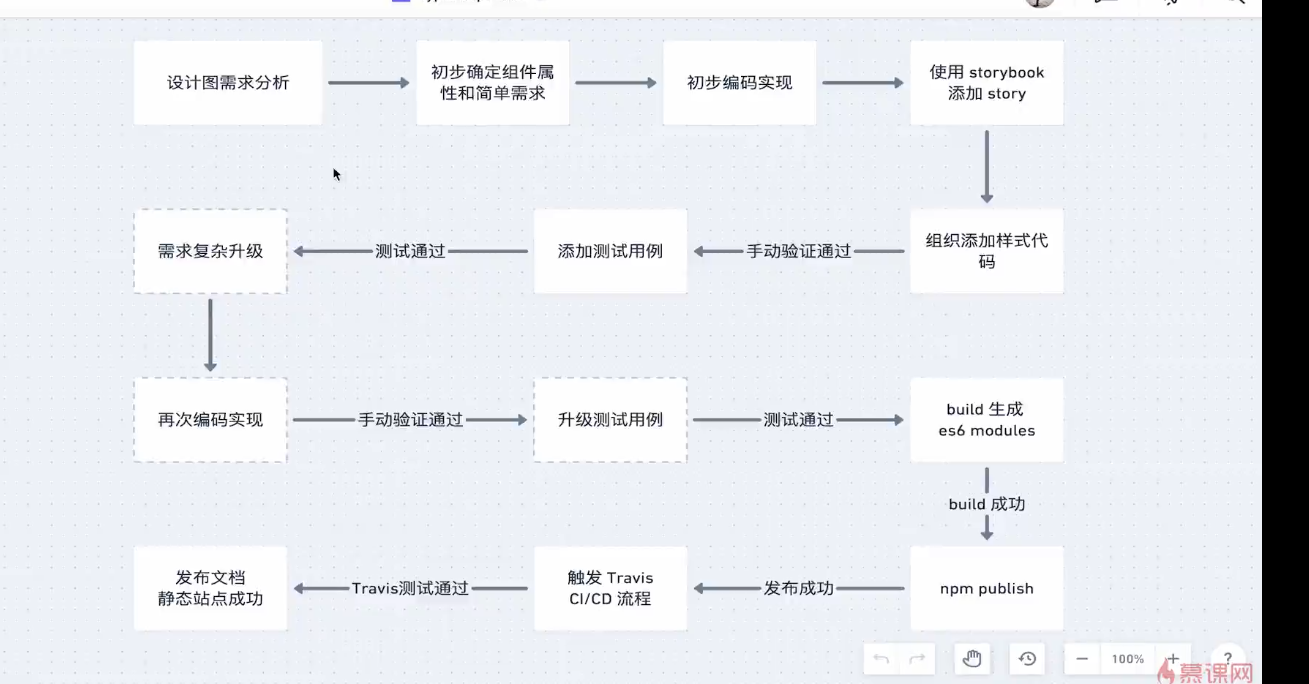 设计图需求分析
初步确定组件属
性和简单需求
初步编码实现
使用 storybook
添加 story
需求复杂升级
测试通过
添加测试用例
手动验证通过
组织添加样式代
码
再次编码实现
手动验证通过
升级测试用例
测试通过
build 生成
es6 modules
build 成功
发布文档
静态站点成功
Travis测试通过
触发 Travis
CI/CD 流程
发布成功
npm publish
100%
?
慕课网